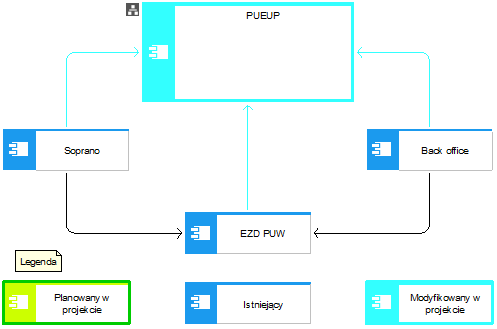 PUEUP
Soprano
Back office
EZD PUW
Legenda
Planowany w
projekcie
Istniejący
Modyfikowany w
projekcie